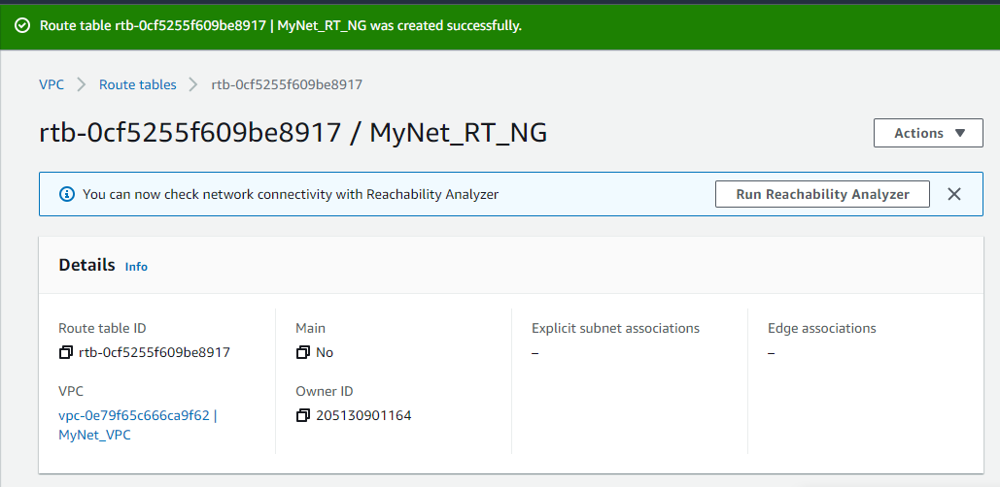 Route table rtb-0cf5255f609be8917 | MyNet_RT_NG was created successfully.
VPC > Route tables > rtb-0cf5255f609be8917
rtb-0cf5255f609be8917 / MyNet_RT_NG
Actions
You can now check network connectivity with Reachability Analyzer
Run Reachability Analyzer
Details Info
Route table ID
rtb-0cf5255f609be8917
Main
No
Explicit subnet associations
–
Edge associations
–
VPC
vpc-0e79f65c666ca9f62 |
MyNet_VPC
Owner ID
205130901164